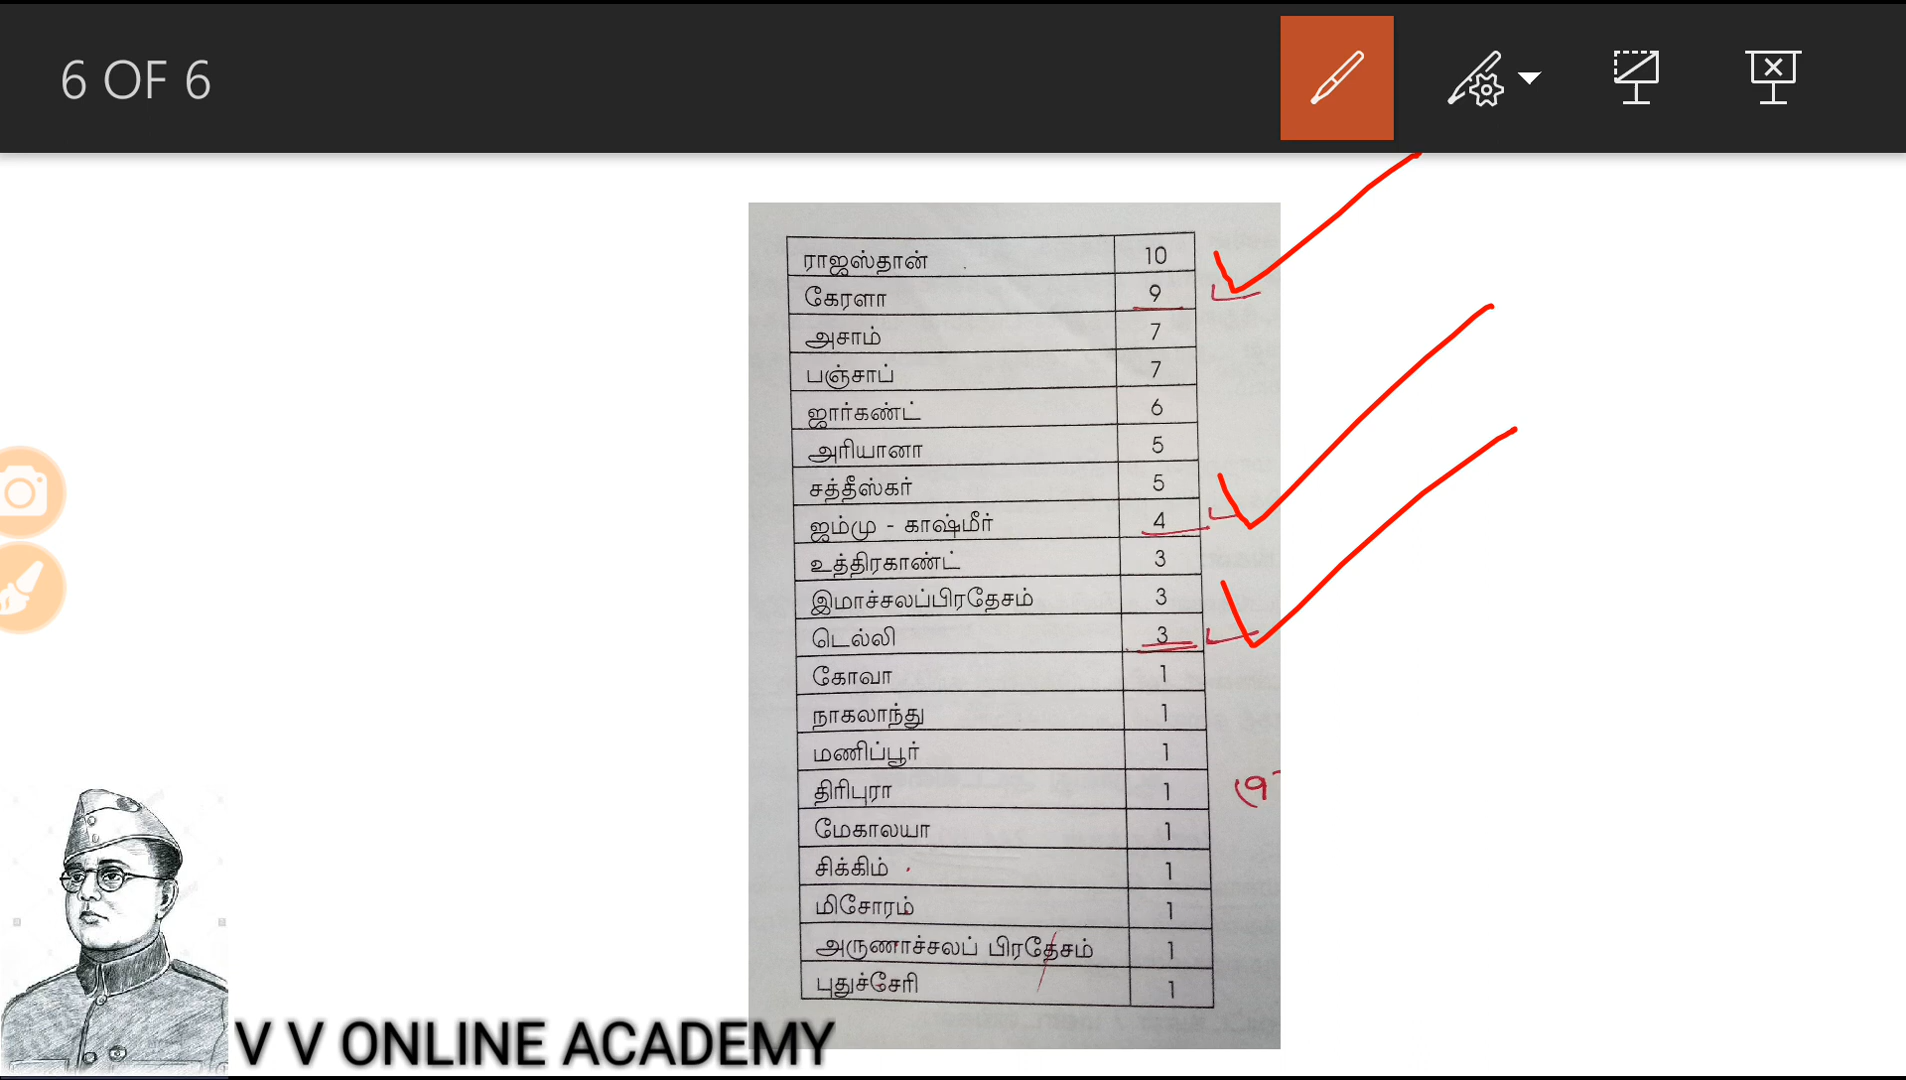 6 OF 6
ராஜஸ்தான் 10
கேரளா 9
அசாம் 7
பஞ்சாப் 7
ஜார்கண்ட் 6
அரியானா 5
சத்தீஸ்கர் 5
ஜம்மு - காஷ்மீர் 4
உத்திரகாண்ட் 3
இமாச்சலப்பிரதேசம் 3
டெல்லி 3
கோவா 1
நாகலாந்து 1
மணிப்பூர் 1
திரிபுரா 1
மேகாலயா 1
சிக்கிம் 1
மிசோரம் 1
அருணாச்சலப் பிரதேசம் 1
புதுச்சேரி 1
V V ONLINE ACADEMY